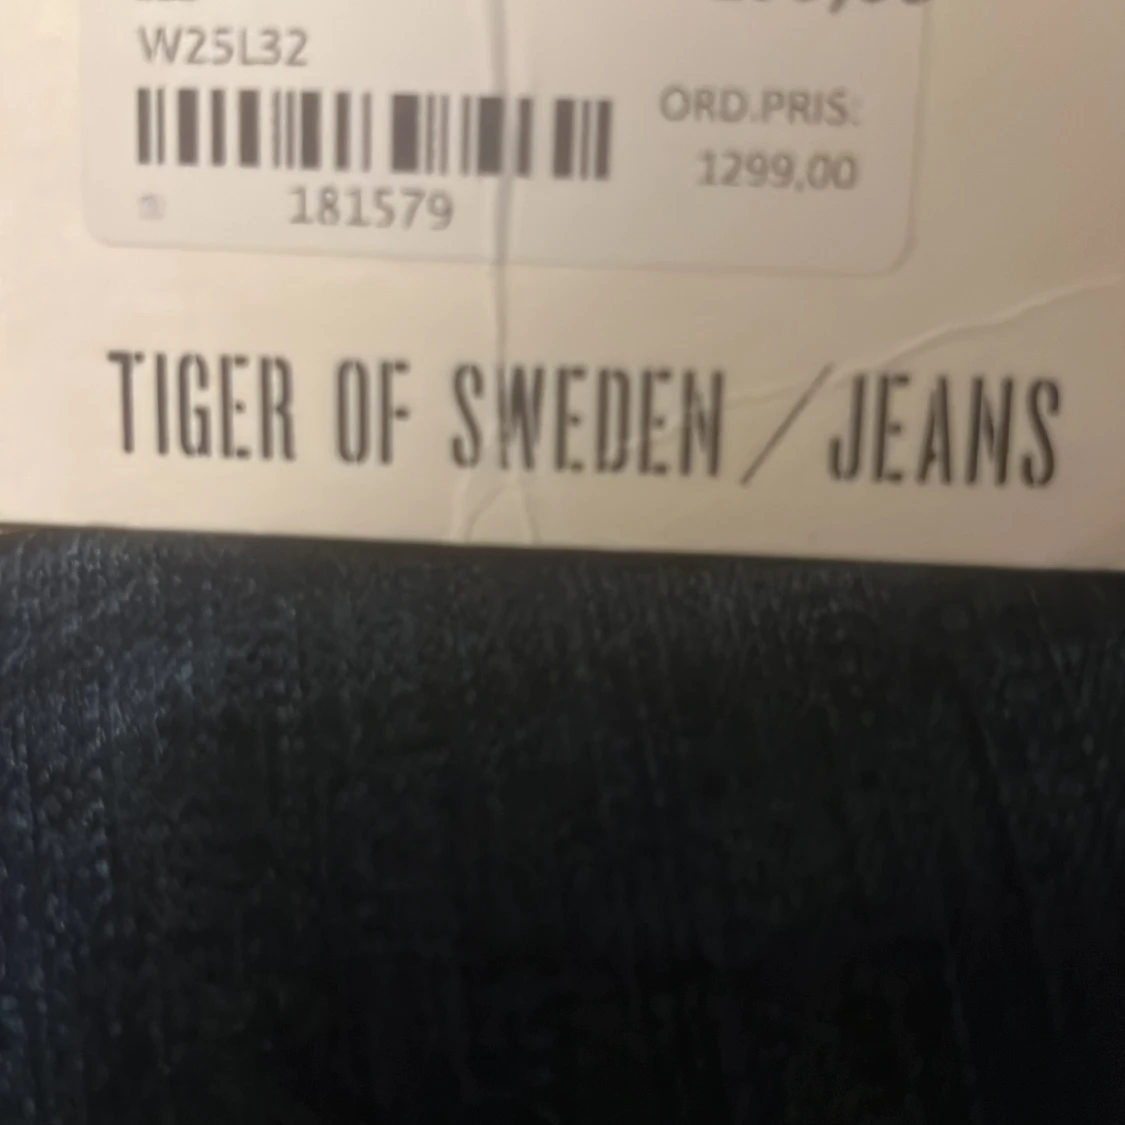 W25L32
ORD.PRIS:
1299,00
181579
TIGER OF SWEDEN / JEANS